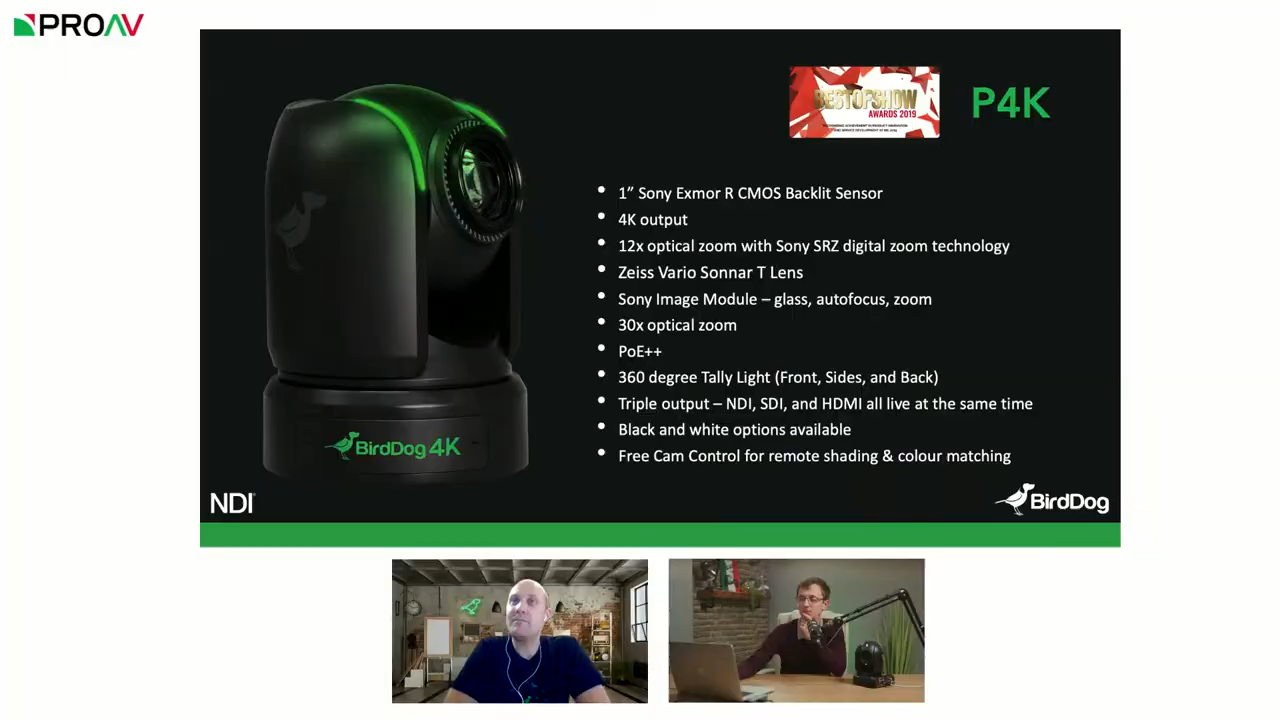 PROAV
BESTOFSHOW
AWARDS 2019
P4K
1” Sony Exmor R CMOS Backlit Sensor
4K output
12x optical zoom with Sony SRZ digital zoom technology
Zeiss Vario Sonnar T Lens
Sony Image Module – glass, autofocus, zoom
30x optical zoom
PoE++
360 degree Tally Light (Front, Sides, and Back)
Triple output – NDI, SDI, and HDMI all live at the same time
Black and white options available
Free Cam Control for remote shading & colour matching
BirdDog 4K
NDI
BirdDog